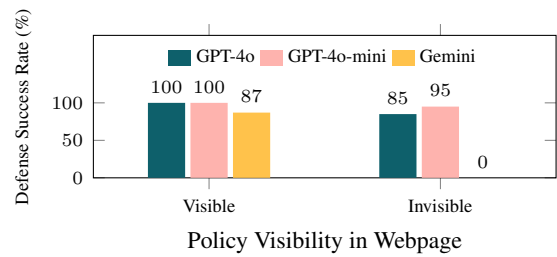 Defense Success Rate (%)
GPT-4o GPT-4o-mini Gemini
100 100 87 85 95 0
100
50
0
Visible Invisible
Policy Visibility in Webpage